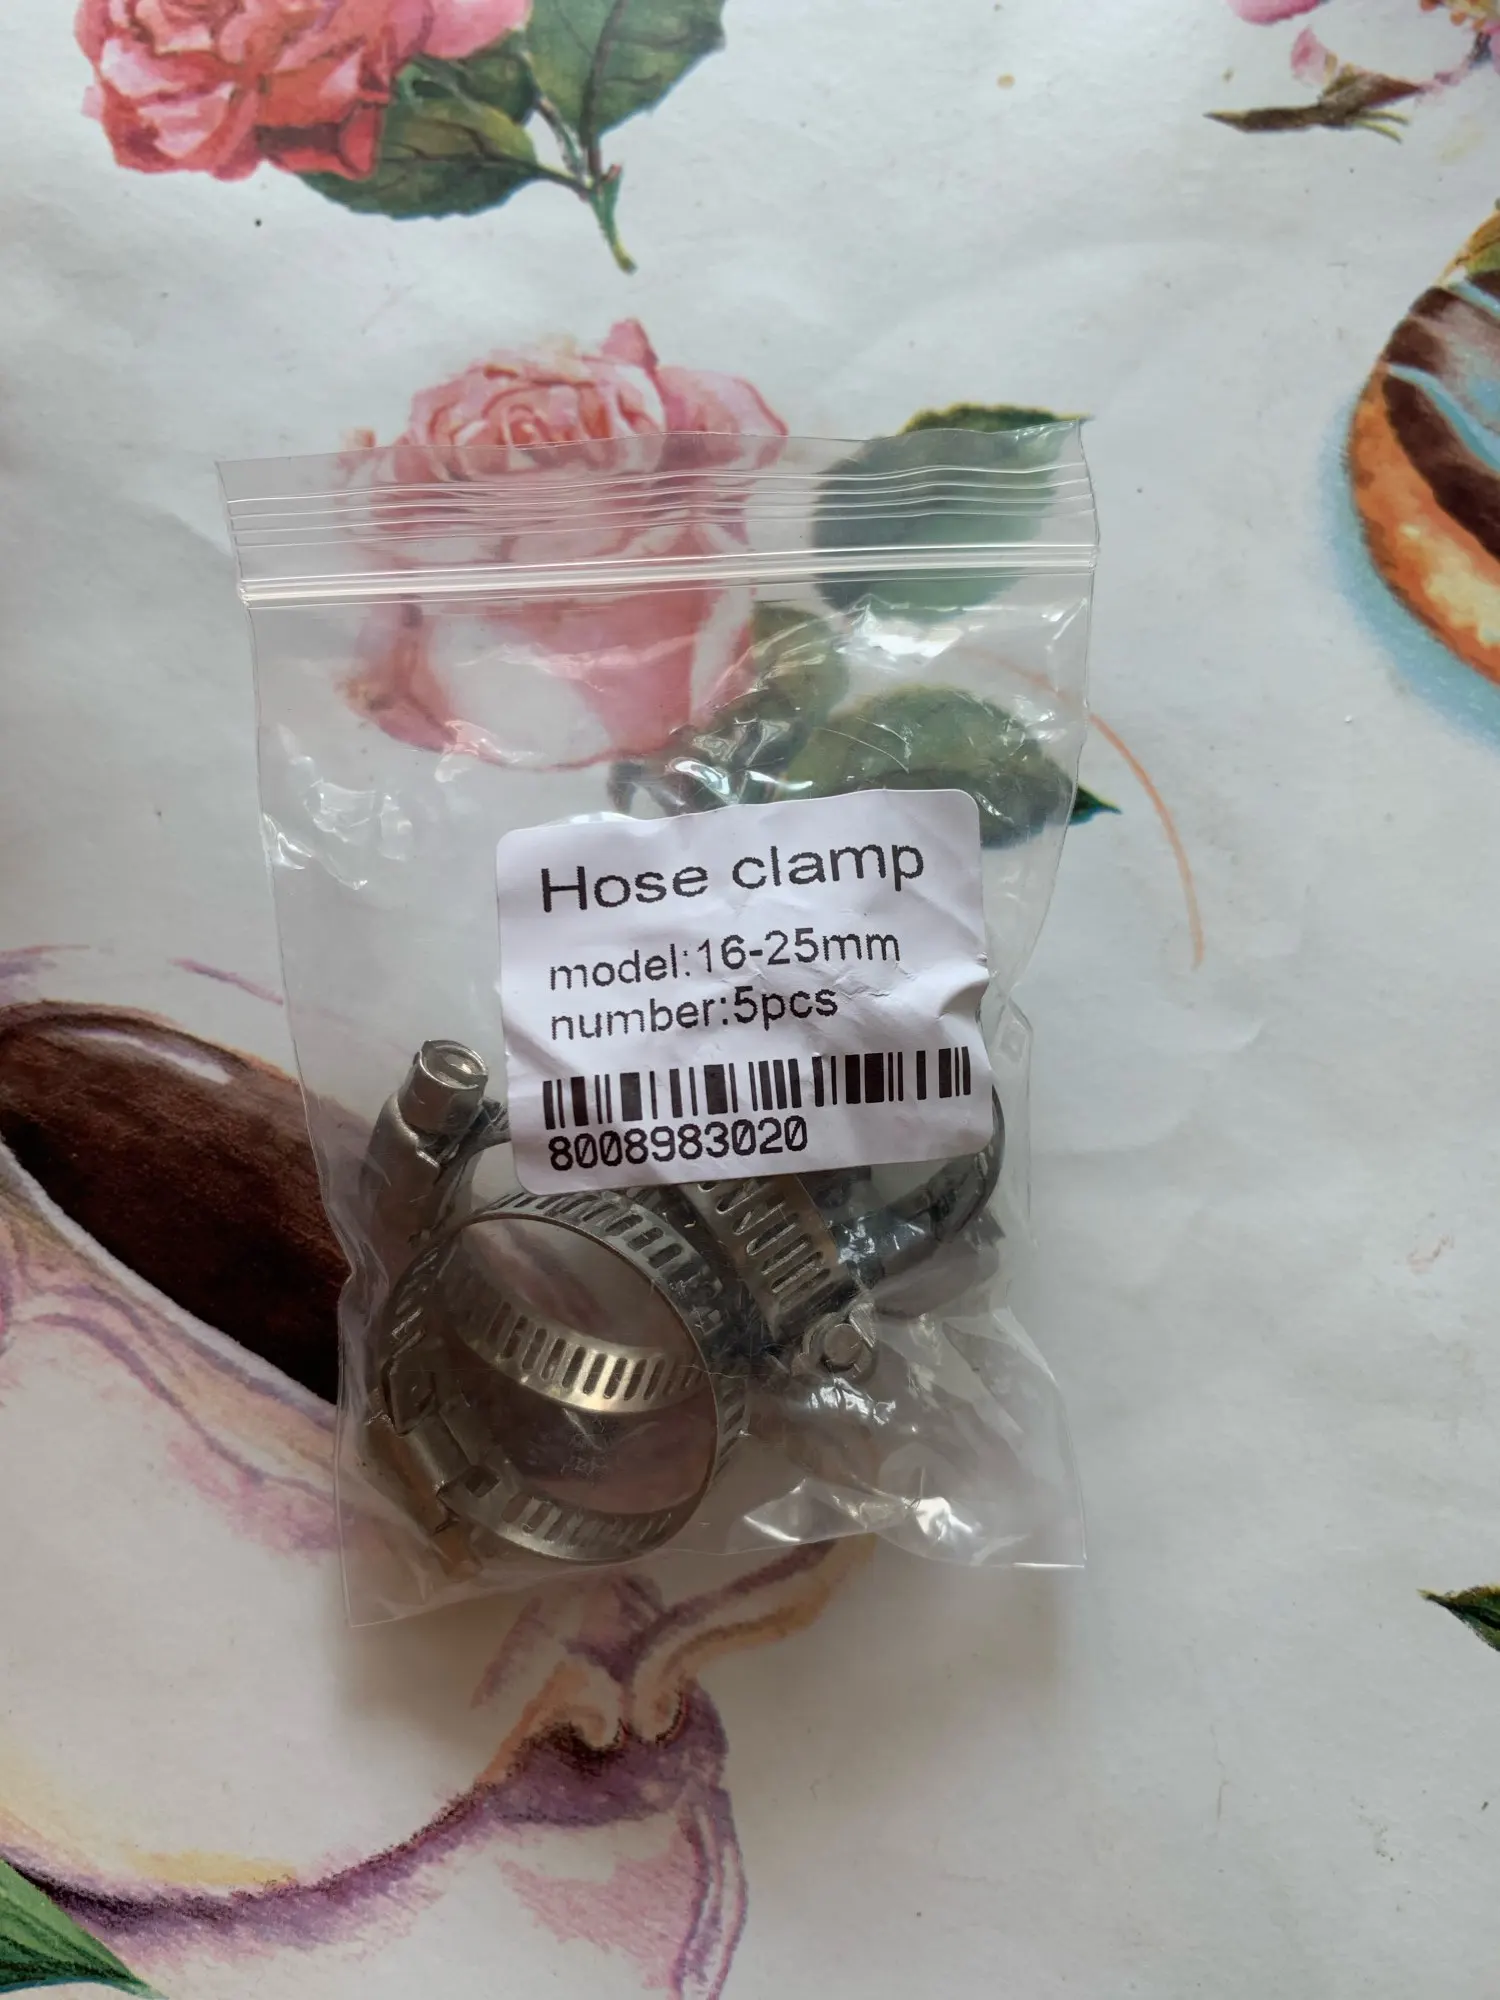 Hose clamp
model:16-25mm
number:5pcs
8008983020